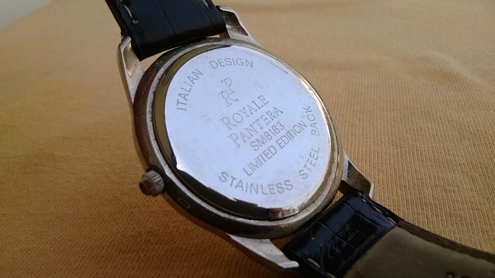 ITALIAN DESIGN
RP
ROYALE
PANTERA
SM8183
LIMITED EDITION
STAINLESS STEEL BACK